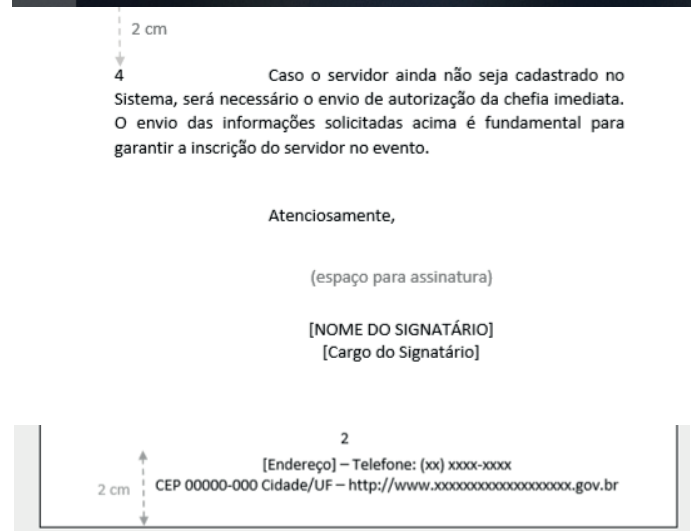 2 cm
4 Caso o servidor ainda não seja cadastrado no
Sistema, será necessário o envio de autorização da chefia imediata.
O envio das informações solicitadas acima é fundamental para
garantir a inscrição do servidor no evento.
Atenciosamente,
(espaço para assinatura)
[NOME DO SIGNATÁRIO]
[Cargo do Signatário]
2
[Endereço] – Telefone: (xx) xxxx-xxxx
2 cm CEP 00000-000 Cidade/UF – http://www.xxxxxxxxxxxxxxxxxxx.gov.br